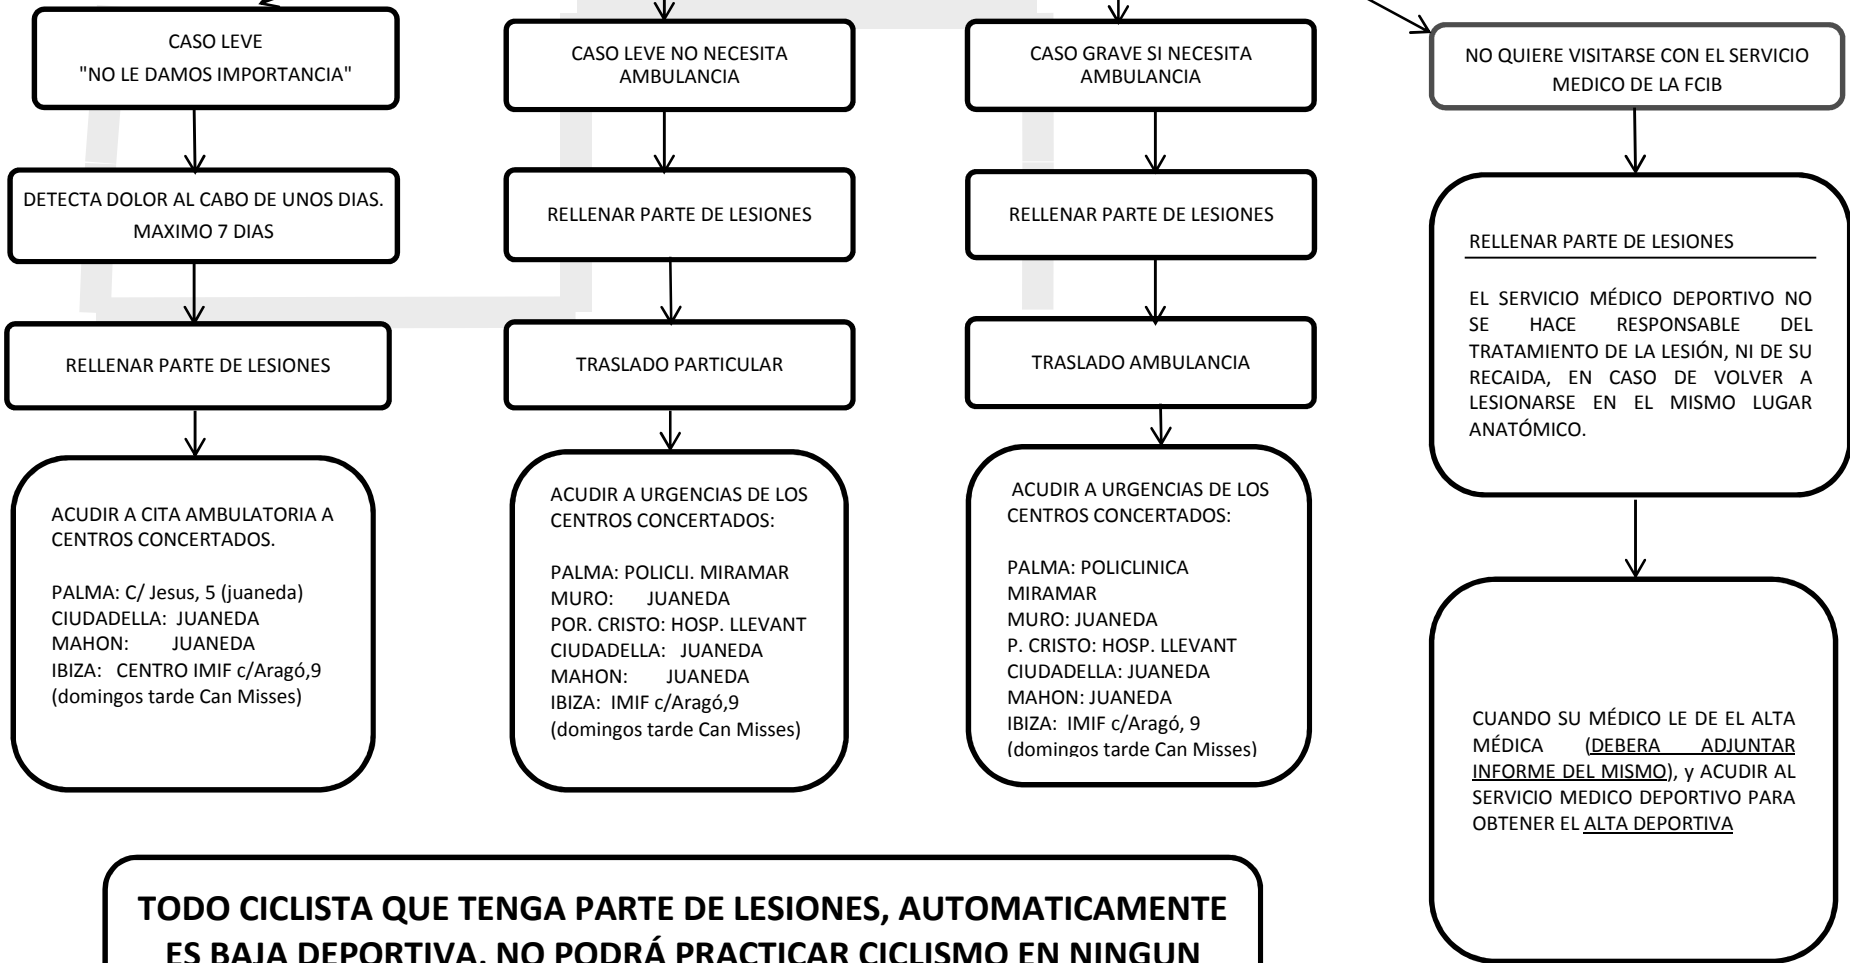 CASO LEVE
"NO LE DAMOS IMPORTANCIA"
DETECTA DOLOR AL CABO DE UNOS DIAS.
MAXIMO 7 DIAS
RELLENAR PARTE DE LESIONES
ACUDIR A CITA AMBULATORIA A
CENTROS CONCERTADOS.
PALMA: C/ Jesus, 5 (juaneda)
CIUDADELLA: JUANEDA
MAHON: JUANEDA
IBIZA: CENTRO IMIF c/Aragó,9
(domingos tarde Can Misses)
CASO LEVE NO NECESITA
AMBULANCIA
RELLENAR PARTE DE LESIONES
TRASLADO PARTICULAR
ACUDIR A URGENCIAS DE LOS
CENTROS CONCERTADOS:
PALMA: POLICLI. MIRAMAR
MURO: JUANEDA
POR. CRISTO: HOSP. LLEVANT
CIUDADELLA: JUANEDA
MAHON: JUANEDA
IBIZA: IMIF c/Aragó,9
(domingos tarde Can Misses)
CASO GRAVE SI NECESITA
AMBULANCIA
RELLENAR PARTE DE LESIONES
TRASLADO AMBULANCIA
ACUDIR A URGENCIAS DE LOS
CENTROS CONCERTADOS:
PALMA: POLICLINICA
MIRAMAR
MURO: JUANEDA
P. CRISTO: HOSP. LLEVANT
CIUDADELLA: JUANEDA
MAHON: JUANEDA
IBIZA: IMIF c/Aragó, 9
(domingos tarde Can Misses)
NO QUIERE VISITARSE CON EL SERVICIO
MEDICO DE LA FCIB
RELLENAR PARTE DE LESIONES
EL SERVICIO MÉDICO DEPORTIVO NO
SE HACE RESPONSABLE DEL
TRATAMIENTO DE LA LESIÓN, NI DE SU
RECAIDA, EN CASO DE VOLVER A
LESIONARSE EN EL MISMO LUGAR
ANATÓMICO.
CUANDO SU MÉDICO LE DE EL ALTA
MÉDICA (DEBERA ADJUNTAR
INFORME DEL MISMO), y ACUDIR AL
SERVICIO MEDICO DEPORTIVO PARA
OBTENER EL ALTA DEPORTIVA
TODO CICLISTA QUE TENGA PARTE DE LESIONES, AUTOMATICAMENTE
ES BAJA DEPORTIVA. NO PODRÁ PRACTICAR CICLISMO EN NINGUN